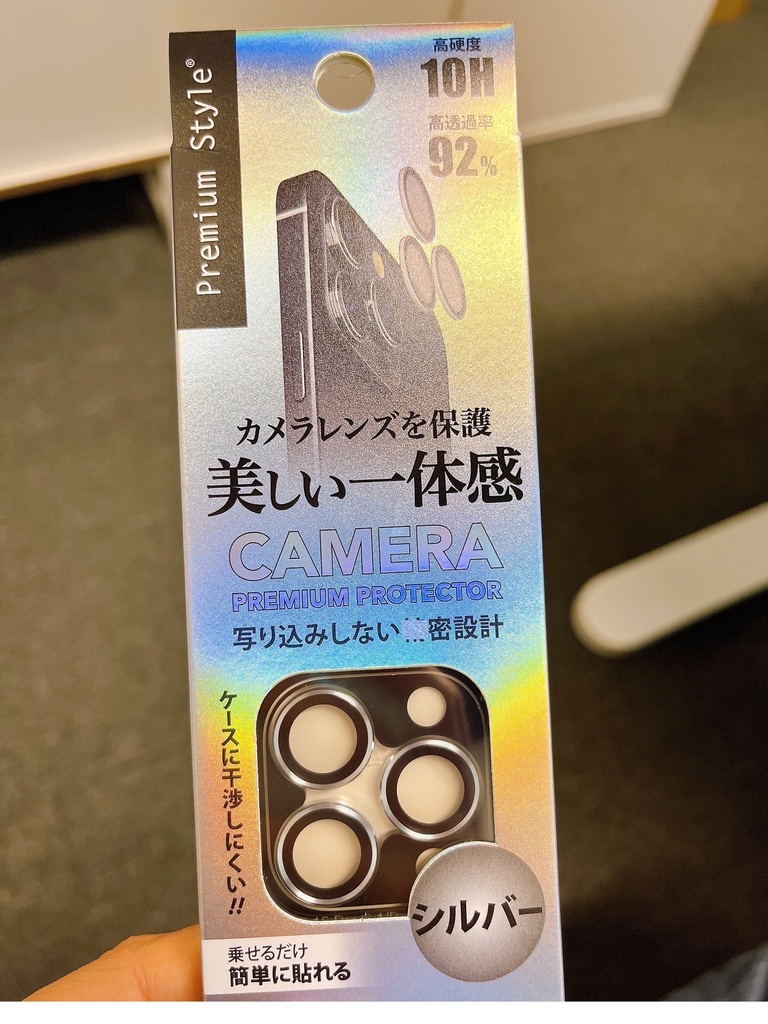 Premium Style®
高硬度
10H
高透過率
92%
カメラレンズを保護
美しい一体感
CAMERA
PREMIUM PROTECTOR
写り込みしない密設計
ケースに干渉しにくい!!
シルバー
乗せるだけ
簡単に貼れる